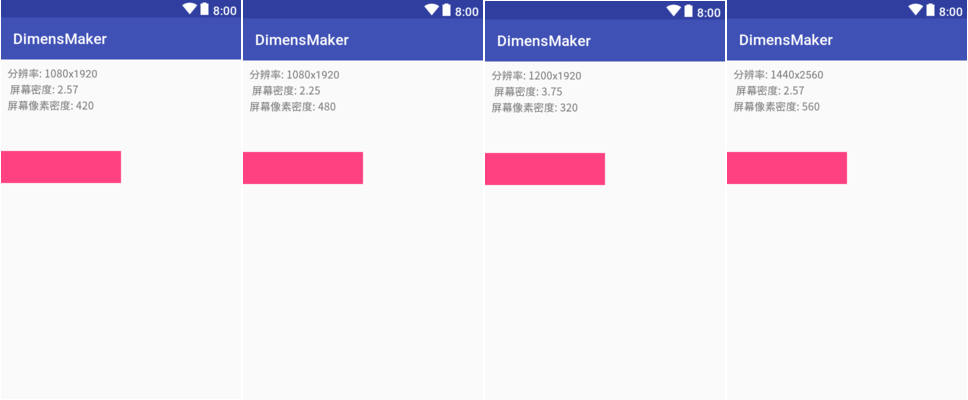 8:00
DimensMaker
分辨率: 1080x1920
屏幕密度: 2.57
屏幕像素密度: 420
8:00
DimensMaker
分辨率: 1080x1920
屏幕密度: 2.25
屏幕像素密度: 480
8:00
DimensMaker
分辨率: 1200x1920
屏幕密度: 3.75
屏幕像素密度: 320
8:00
DimensMaker
分辨率: 1440x2560
屏幕密度: 2.57
屏幕像素密度: 560